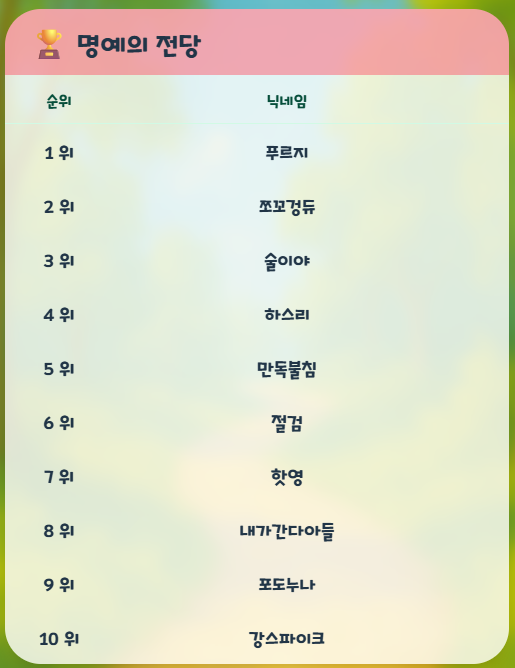 명예의 전당
순위 닉네임
1 위 푸르지
2 위 쪼꼬겅듀
3 위 술이야
4 위 하스리
5 위 만독불침
6 위 절검
7 위 핫영
8 위 내가간다아들
9 위 포도누나
10 위 강스파이크